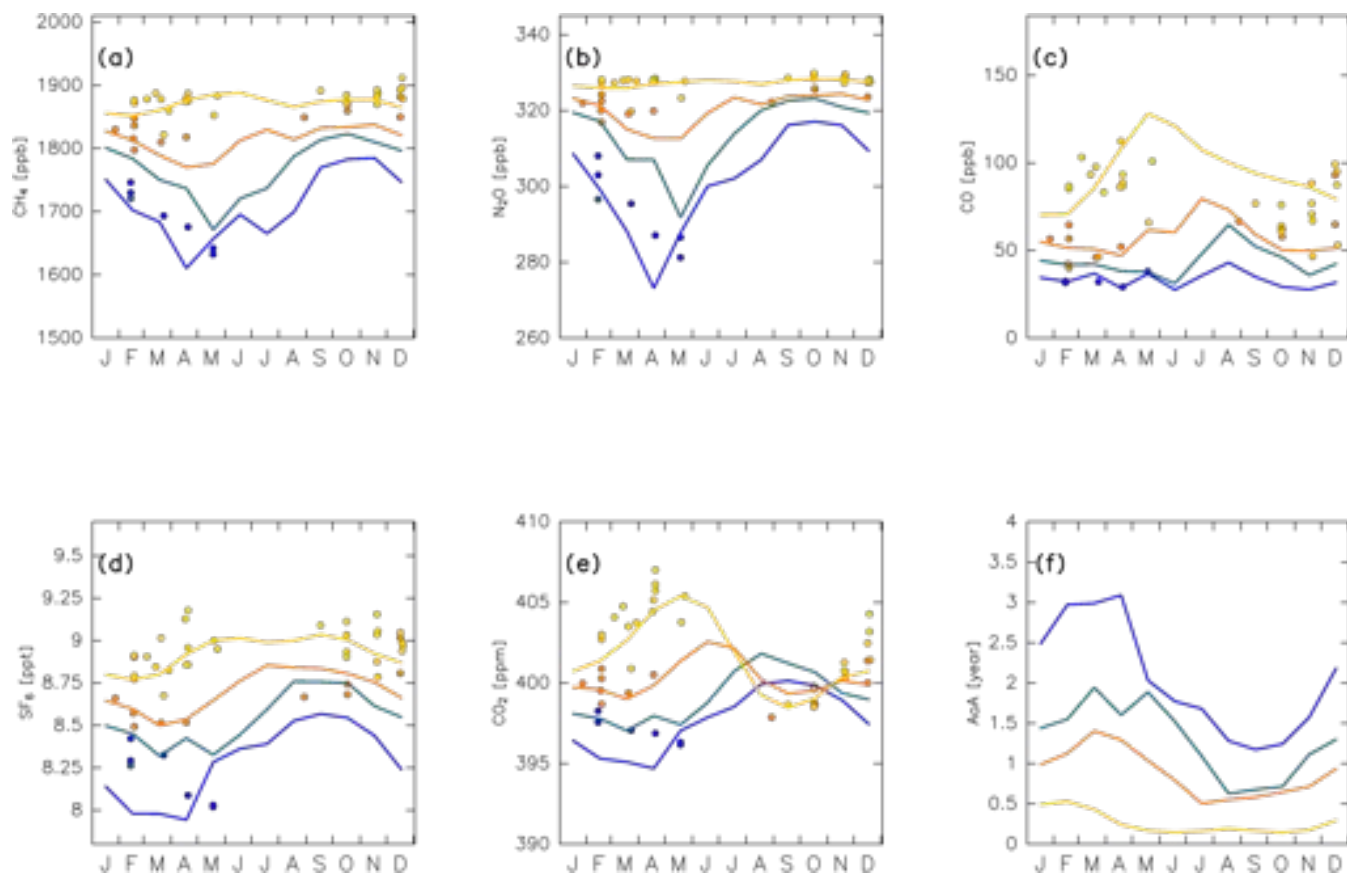 (a)
CH₄ [ppb]
2001
1900
1800
1700
1600
1500
J F M A M J J A S O N D
(b)
N₂O [ppb]
340
320
300
280
260
J F M A M J J A S O N D
(c)
CO [ppb]
150
100
50
0
J F M A M J J A S O N D
(d)
SF₆ [ppt]
9.5
9.25
9
8.75
8.5
8.25
8
J F M A M J J A S O N D
(e)
CO₂ [ppm]
410
405
400
395
390
J F M A M J J A S O N D
(f)
AoA [year]
4
3.5
3
2.5
2
1.5
1
0.5
0
J F M A M J J A S O N D